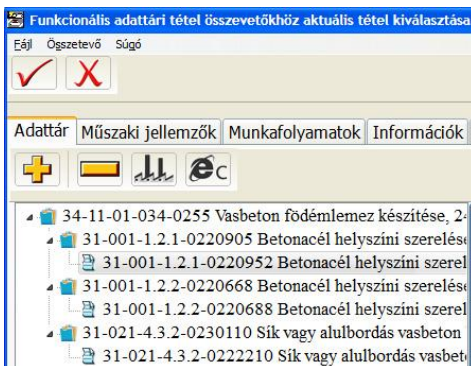 Funkcionális adattári tétel összevetőkhöz aktuális tétel kiválasztása
Fájl Összetevő Súgó
Adattár Műszaki jellemzők Munkafolyamatok Információk
34-11-01-034-0255 Vasbeton födémlemez készítése, 2-
31-001-1.2.1-0220905 Betonacél helyszíni szerelése
31-001-1.2.1-0220952 Betonacél helyszíni szerel
31-001-1.2.2-0220668 Betonacél helyszíni szerelése
31-001-1.2.2-0220688 Betonacél helyszíni szerel
31-021-4.3.2-0230110 Sík vagy alulbordás vasbeton
31-021-4.3.2-0222210 Sík vagy alulbordás vasbet